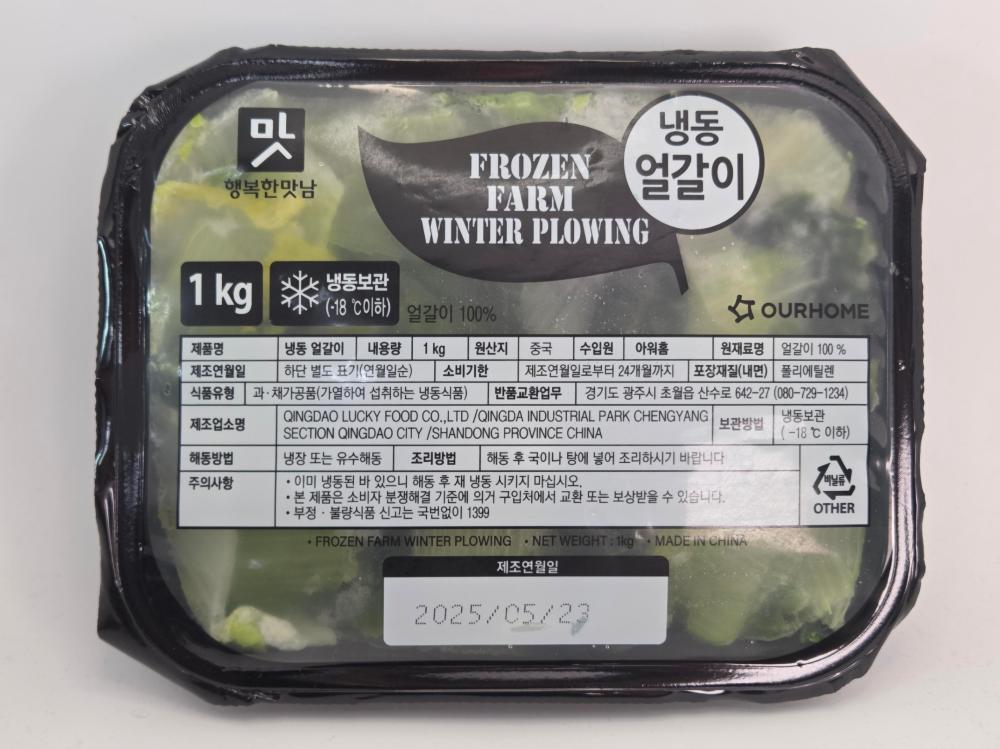 맛
행복한맛남
FROZEN
FARM
WINTER PLOWING
냉동
얼갈이
1 kg
냉동보관
(-18 ℃이하)
얼갈이 100%
OURHOME
제품명 냉동 얼갈이 내용량 1 kg 원산지 중국 수입원 아워홈 원재료명 얼갈이 100 %
제조연월일 하단 별도 표기(연월일순) 소비기한 제조연월일로부터 24개월까지 포장재질(내면) 폴리에틸렌
식품유형 과·채가공품(가열하여 섭취하는 냉동식품) 반품교환업무 경기도 광주시 초월읍 산수로 642-27 (080-729-1234)
제조업소명 QINGDAO LUCKY FOOD CO.,LTD /QINGDA INDUSTRIAL PARK CHENGYANG
SECTION QINGDAO CITY /SHANDONG PROVINCE CHINA
보관방법 냉동보관
( -18 ℃ 이하)
해동방법 냉장 또는 유수해동 조리방법 해동 후 국이나 탕에 넣어 조리하시기 바랍니다
주의사항 • 이미 냉동된 바 있으니 해동 후 재 냉동 시키지 마십시오.
• 본 제품은 소비자 분쟁해결 기준에 의거 구입처에서 교환 또는 보상받을 수 있습니다.
• 부정 · 불량식품 신고는 국번없이 1399
비닐류
OTHER
• FROZEN FARM WINTER PLOWING • NET WEIGHT : 1kg • MADE IN CHINA
제조연월일
2025/05/23